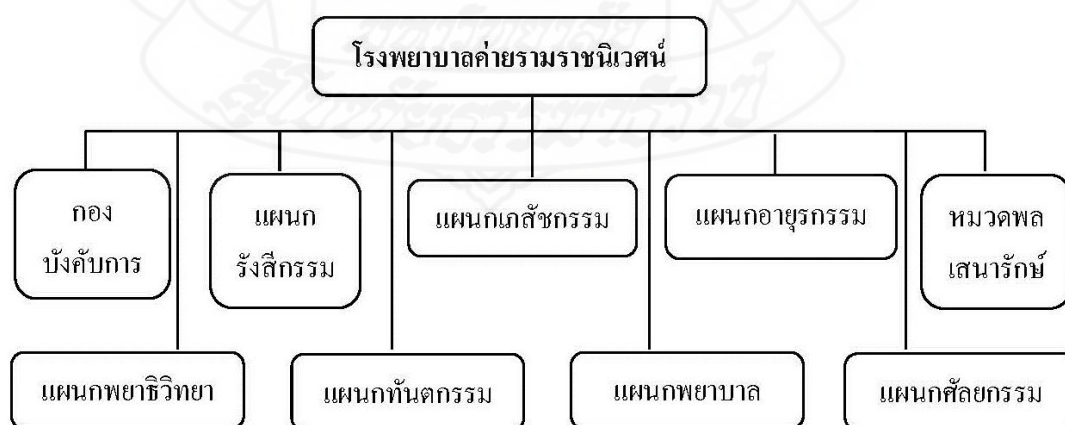 โรงพยาบาลค่ายรามราชนิเวศน์
กอง
บังคับการ
แผนก
รังสีกรรม
แผนกเภสัชกรรม
แผนกอายุรกรรม
หมวดพล
เสนารักษ์
แผนกพยาธิวิทยา
แผนกทันตกรรม
แผนกพยาบาล
แผนกศัลยกรรม